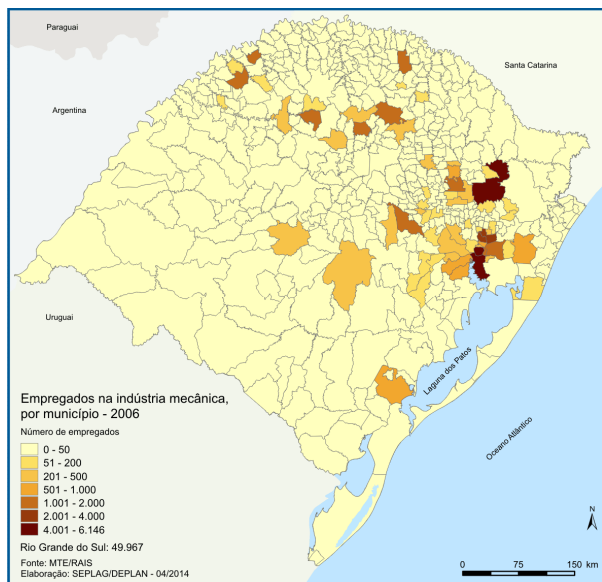 Paraguai
Santa Catarina
Argentina
Uruguai
Laguna dos Patos
Oceano Atlântico
Empregados na indústria mecânica,
por município - 2006
Número de empregados
0 - 50
51 - 200
201 - 500
501 - 1.000
1.001 - 2.000
2.001 - 4.000
4.001 - 6.146
Rio Grande do Sul: 49.967
Fonte: MTE/RAIS
Elaboração: SEPLAG/DEPLAN - 04/2014
N
0 75 150 km